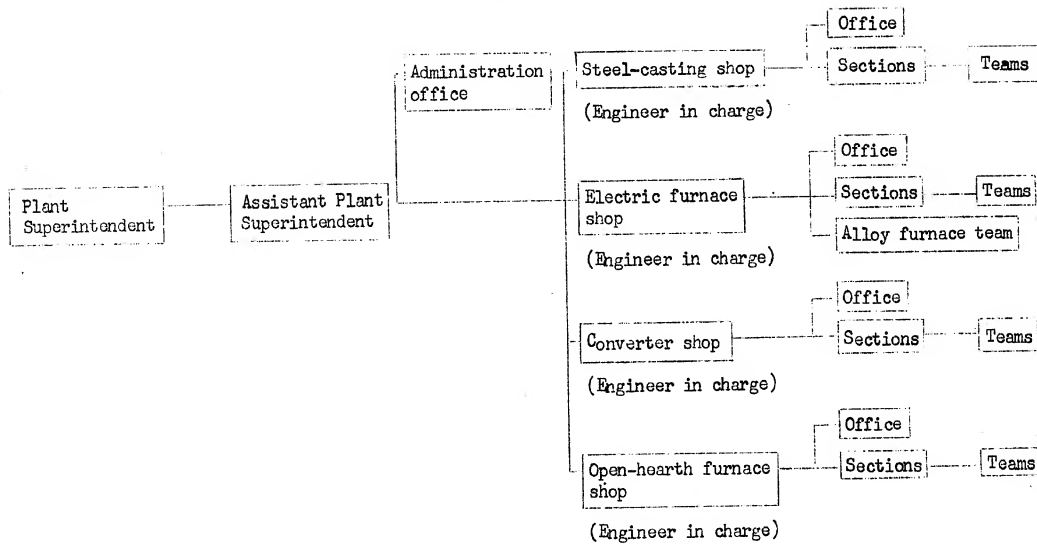 Office
Administration
office
Steel-casting shop
Sections
Teams
(Engineer in charge)
Office
Plant
Superintendent
Assistant Plant
Superintendent
Electric furnace
shop
Sections
Teams
Alloy furnace team
(Engineer in charge)
Office
Converter shop
Sections
Teams
(Engineer in charge)
Office
Open-hearth furnace
shop
Sections
Teams
(Engineer in charge)